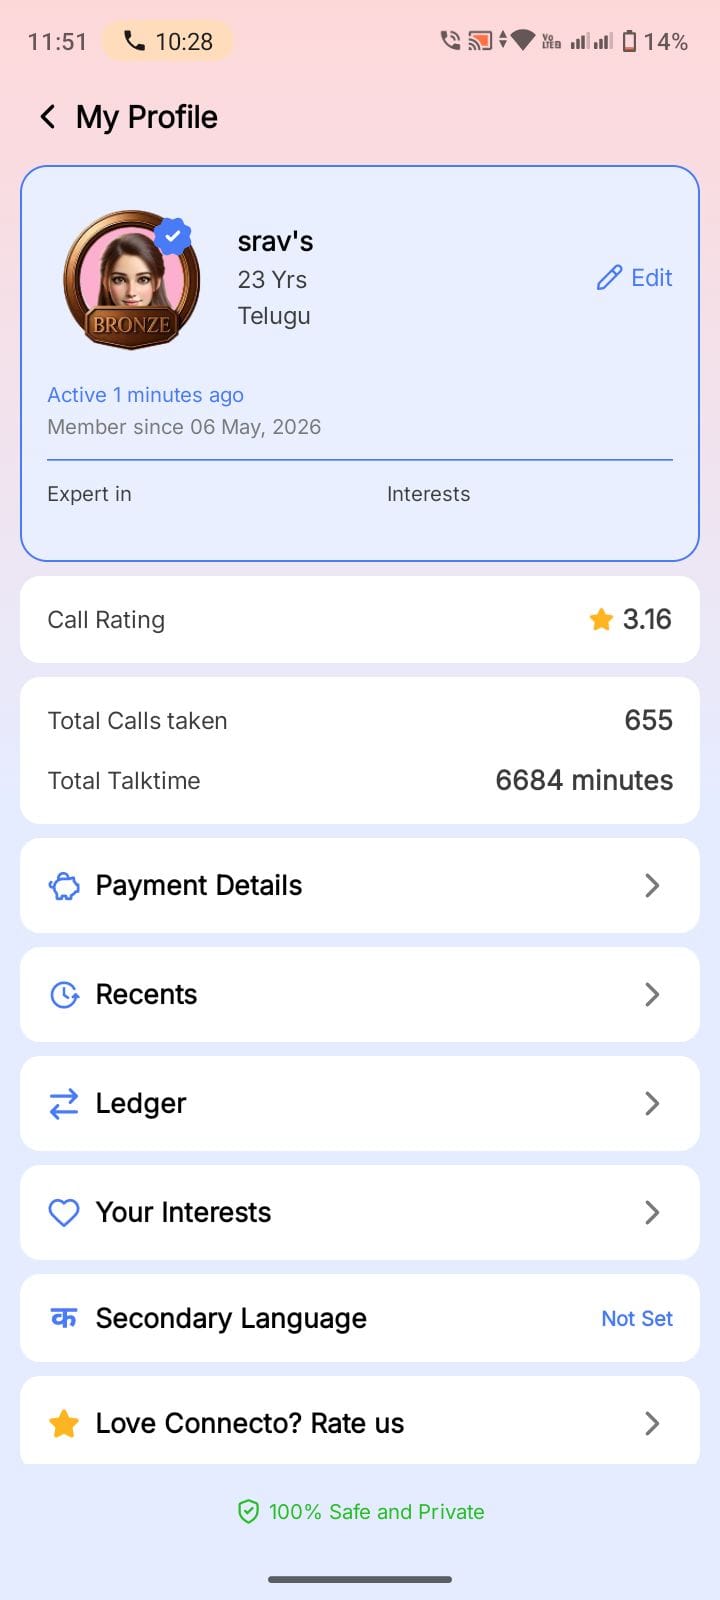 11:51 10:28 Vo LTE 14%
My Profile
srav's
23 Yrs
Telugu
Edit
BRONZE
Active 1 minutes ago
Member since 06 May, 2026
Expert in Interests
Call Rating 3.16
Total Calls taken 655
Total Talktime 6684 minutes
Payment Details
Recents
Ledger
Your Interests
क Secondary Language Not Set
Love Connecto? Rate us
100% Safe and Private